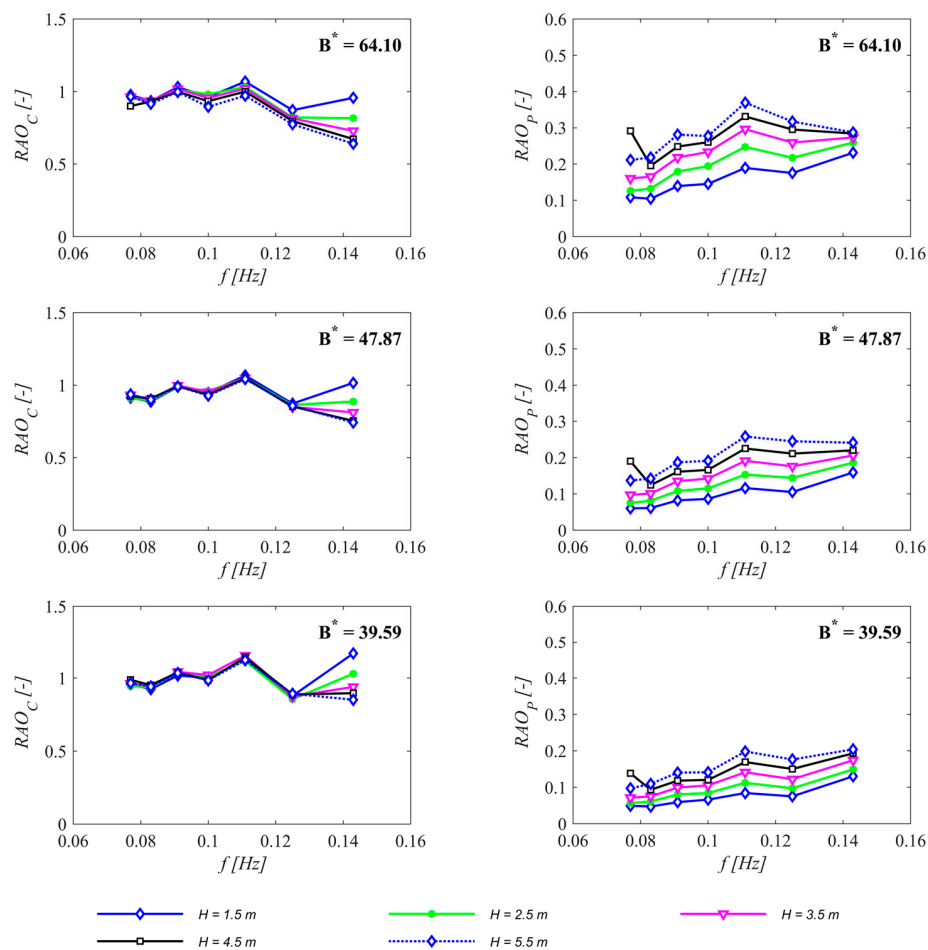 1.5
B* = 64.10
1
RAO_C [-]
0.5
0
0.06 0.08 0.1 0.12 0.14 0.16
f [Hz]
0.6
B* = 64.10
0.5
0.4
RAO_P [-]
0.3
0.2
0.1
0
0.06 0.08 0.1 0.12 0.14 0.16
f [Hz]
1.5
B* = 47.87
1
RAO_C [-]
0.5
0
0.06 0.08 0.1 0.12 0.14 0.16
f [Hz]
0.6
B* = 47.87
0.5
0.4
RAO_P [-]
0.3
0.2
0.1
0
0.06 0.08 0.1 0.12 0.14 0.16
f [Hz]
1.5
B* = 39.59
1
RAO_C [-]
0.5
0
0.06 0.08 0.1 0.12 0.14 0.16
f [Hz]
0.6
B* = 39.59
0.5
0.4
RAO_P [-]
0.3
0.2
0.1
0
0.06 0.08 0.1 0.12 0.14 0.16
f [Hz]
H = 1.5 m H = 2.5 m H = 3.5 m
H = 4.5 m H = 5.5 m